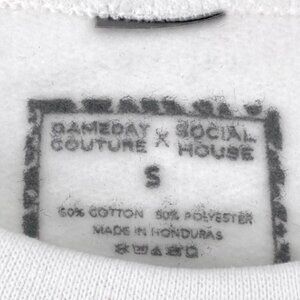 GAMEDAY X SOCIAL
COUTURE HOUSE
S
50% COTTON 50% POLYESTER
MADE IN HONDURAS